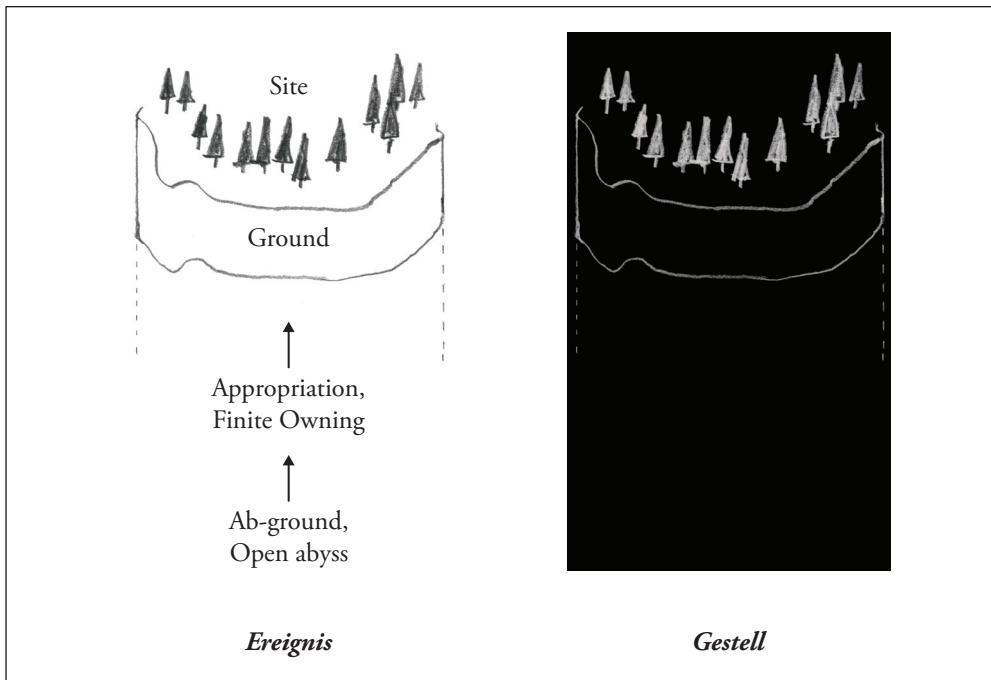 Site
Ground
Appropriation,
Finite Owning
Ab-ground,
Open abyss
Ereignis
Gestell